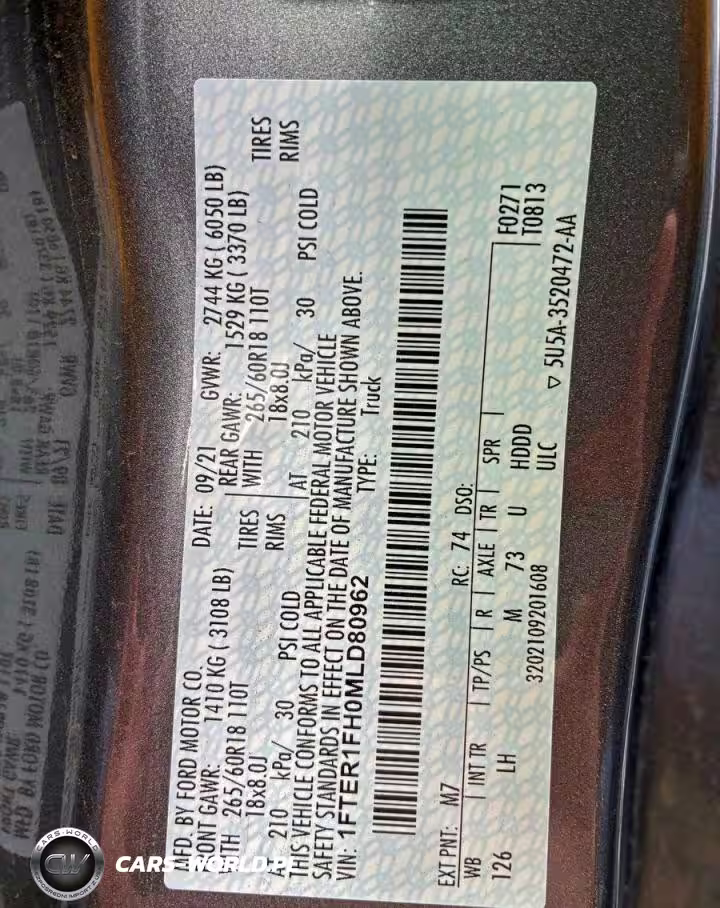 MFD. BY FORD MOTOR CO.
DATE: 09/21 GVWR: 2744 KG ( 6050 LB)
FRONT GAWR: 1410 KG ( 3108 LB) REAR GAWR: 1529 KG ( 3370 LB)
WITH 265/60R18 110T TIRES WITH 265/60R18 110T TIRES
18x8.0J RIMS 18x8.0J RIMS
AT 210 kPa/ 30 PSI COLD AT 210 kPa/ 30 PSI COLD
THIS VEHICLE CONFORMS TO ALL APPLICABLE FEDERAL MOTOR VEHICLE
SAFETY STANDARDS IN EFFECT ON THE DATE OF MANUFACTURE SHOWN ABOVE.
VIN: 1FTER1FH0MLD80962 TYPE: Truck
EXT PNT: M7 RC: 74 DSO:
WB INT TR TP/PS R AXLE TR SPR F0271
126 LH M 73 U HDDD T0813
ULC
3202109201608 ▽ 5U5A-3520472-AA
CARS-WORLD
CW
CARS-WORLD.PL